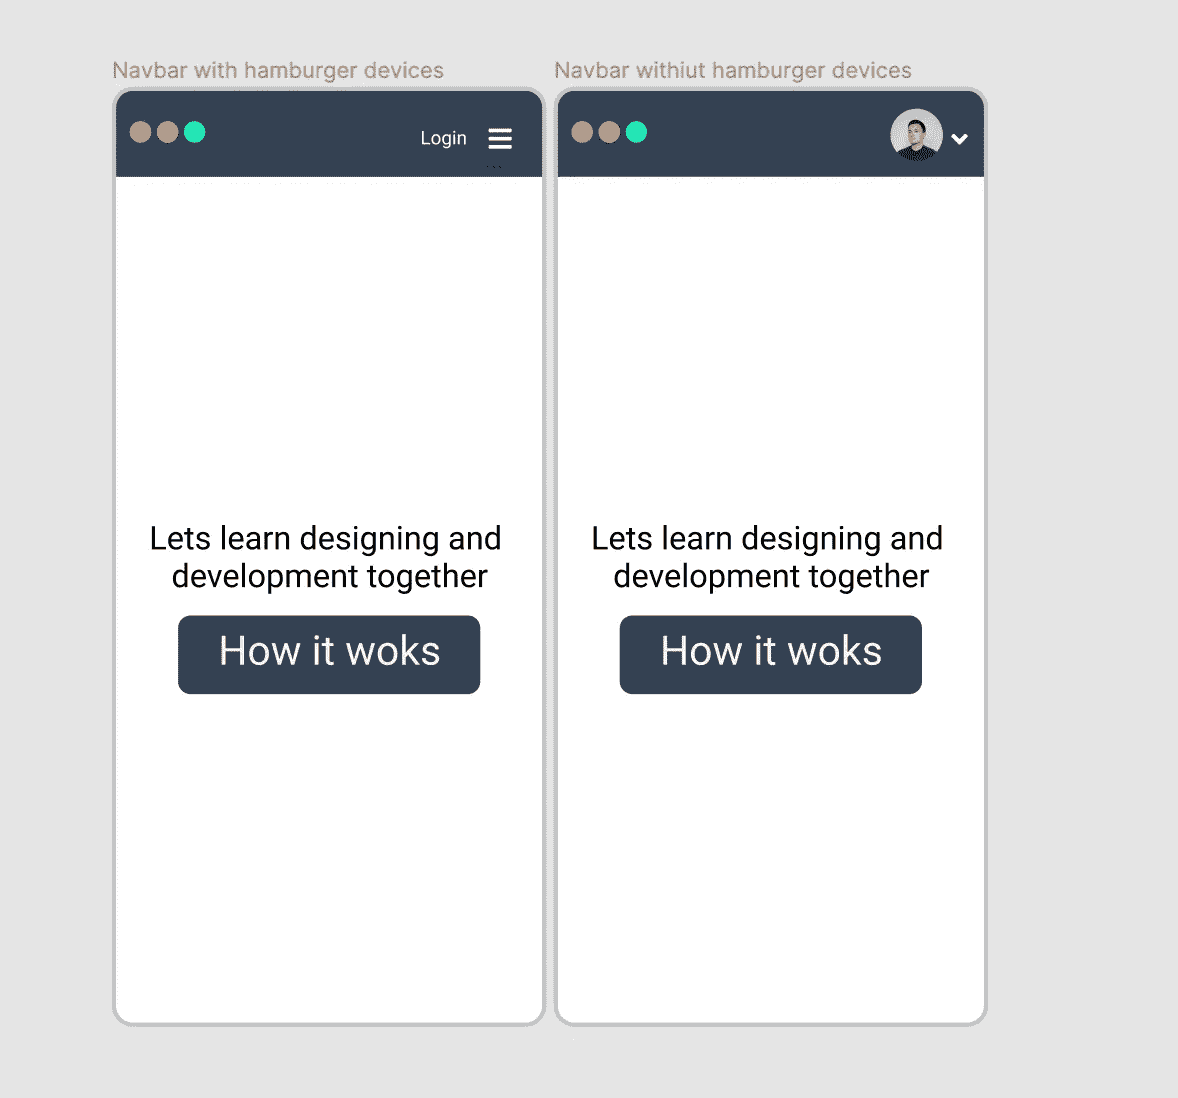 Navbar with hamburger devices
Login
Lets learn designing and
development together
How it woks
Navbar withiut hamburger devices
Lets learn designing and
development together
How it woks